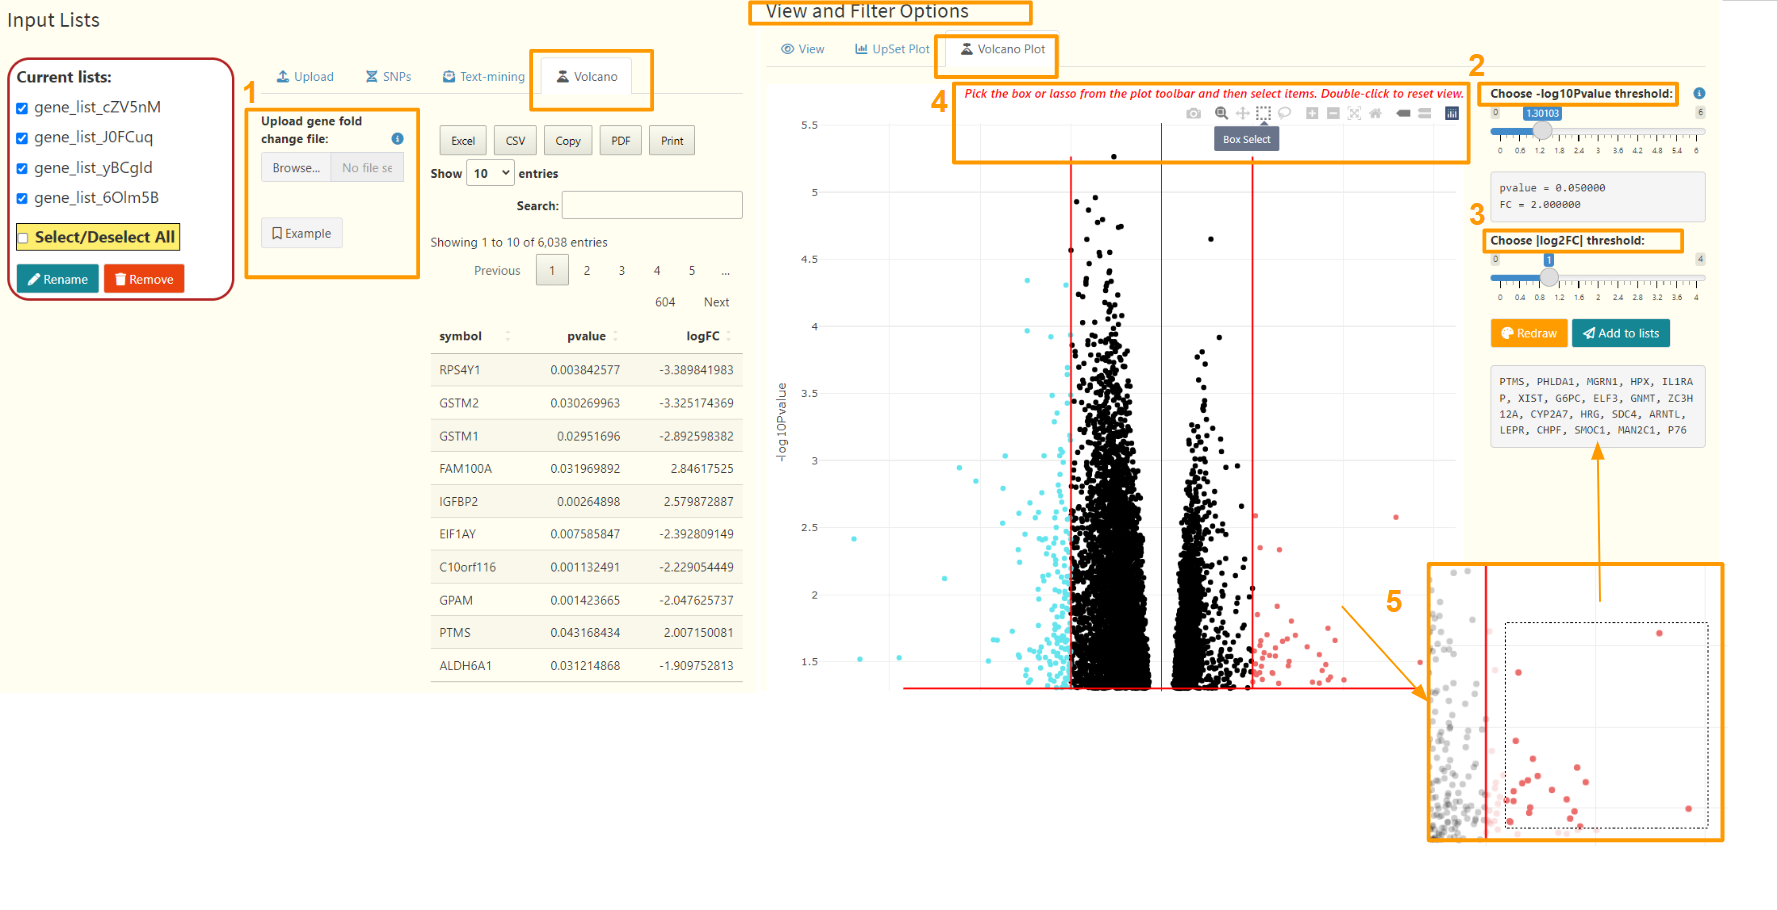 Input Lists
Current lists:
gene_list_cZV5nM
gene_list_J0FCuq
gene_list_yBCgId
gene_list_6OIm5B
Select/Deselect All
Rename
Remove
Upload
SNPs
Text-mining
Volcano
1
Upload gene fold
change file:
Browse...
No file se
Example
Excel
CSV
Copy
PDF
Print
Show 10 entries
Search:
Showing 1 to 10 of 6,038 entries
Previous 1 2 3 4 5 ...
604 Next
symbol pvalue logFC
RPS4Y1 0.003842577 -3.389841983
GSTM2 0.030269963 -3.325174369
GSTM1 0.02951696 -2.892598382
FAM100A 0.031969892 2.84617525
IGFBP2 0.00264898 2.579872887
EIF1AY 0.007585847 -2.392809149
C10orf116 0.001132491 -2.229054449
GPAM 0.001423665 -2.047625737
PTMS 0.043168434 2.007150081
ALDH6A1 0.031214868 -1.909752813
View and Filter Options
View
UpSet Plot
Volcano Plot
4
Pick the box or lasso from the plot toolbar and then select items. Double-click to reset view.
Box Select
-log10Pvalue
5.5
5
4.5
4
3.5
3
2.5
2
1.5
2
Choose -log10Pvalue threshold:
0 1.30103 6
0 0.6 1.2 1.8 2.4 3 3.6 4.2 4.8 5.4 6
pvalue = 0.050000
FC = 2.000000
3
Choose |log2FC| threshold:
0 1 4
0 0.4 0.8 1.2 1.6 2 2.4 2.8 3.2 3.6 4
Redraw
Add to lists
PTMS, PHLDA1, MGRN1, HPX, IL1RA
P, XIST, G6PC, ELF3, GNMT, ZC3H
12A, CYP2A7, HRG, SDC4, ARNTL,
LEPR, CHPF, SMOC1, MAN2C1, P76
5